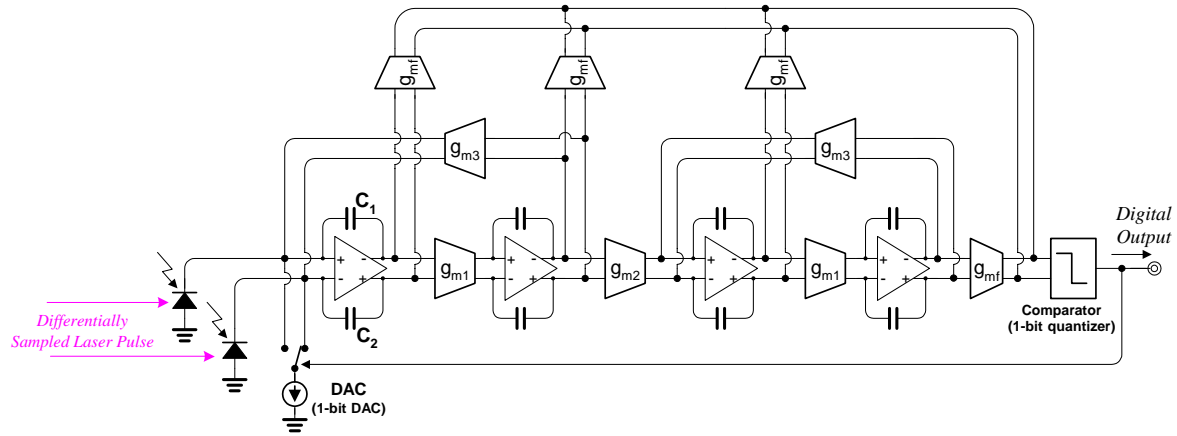 gmf
gmf
gmf
gm3
gm3
C1
C2
+ -
- +
gm1
+ -
- +
gm2
+ -
- +
gm1
+ -
- +
gmf
Digital
Output
Comparator
(1-bit quantizer)
Differentially
Sampled Laser Pulse
DAC
(1-bit DAC)